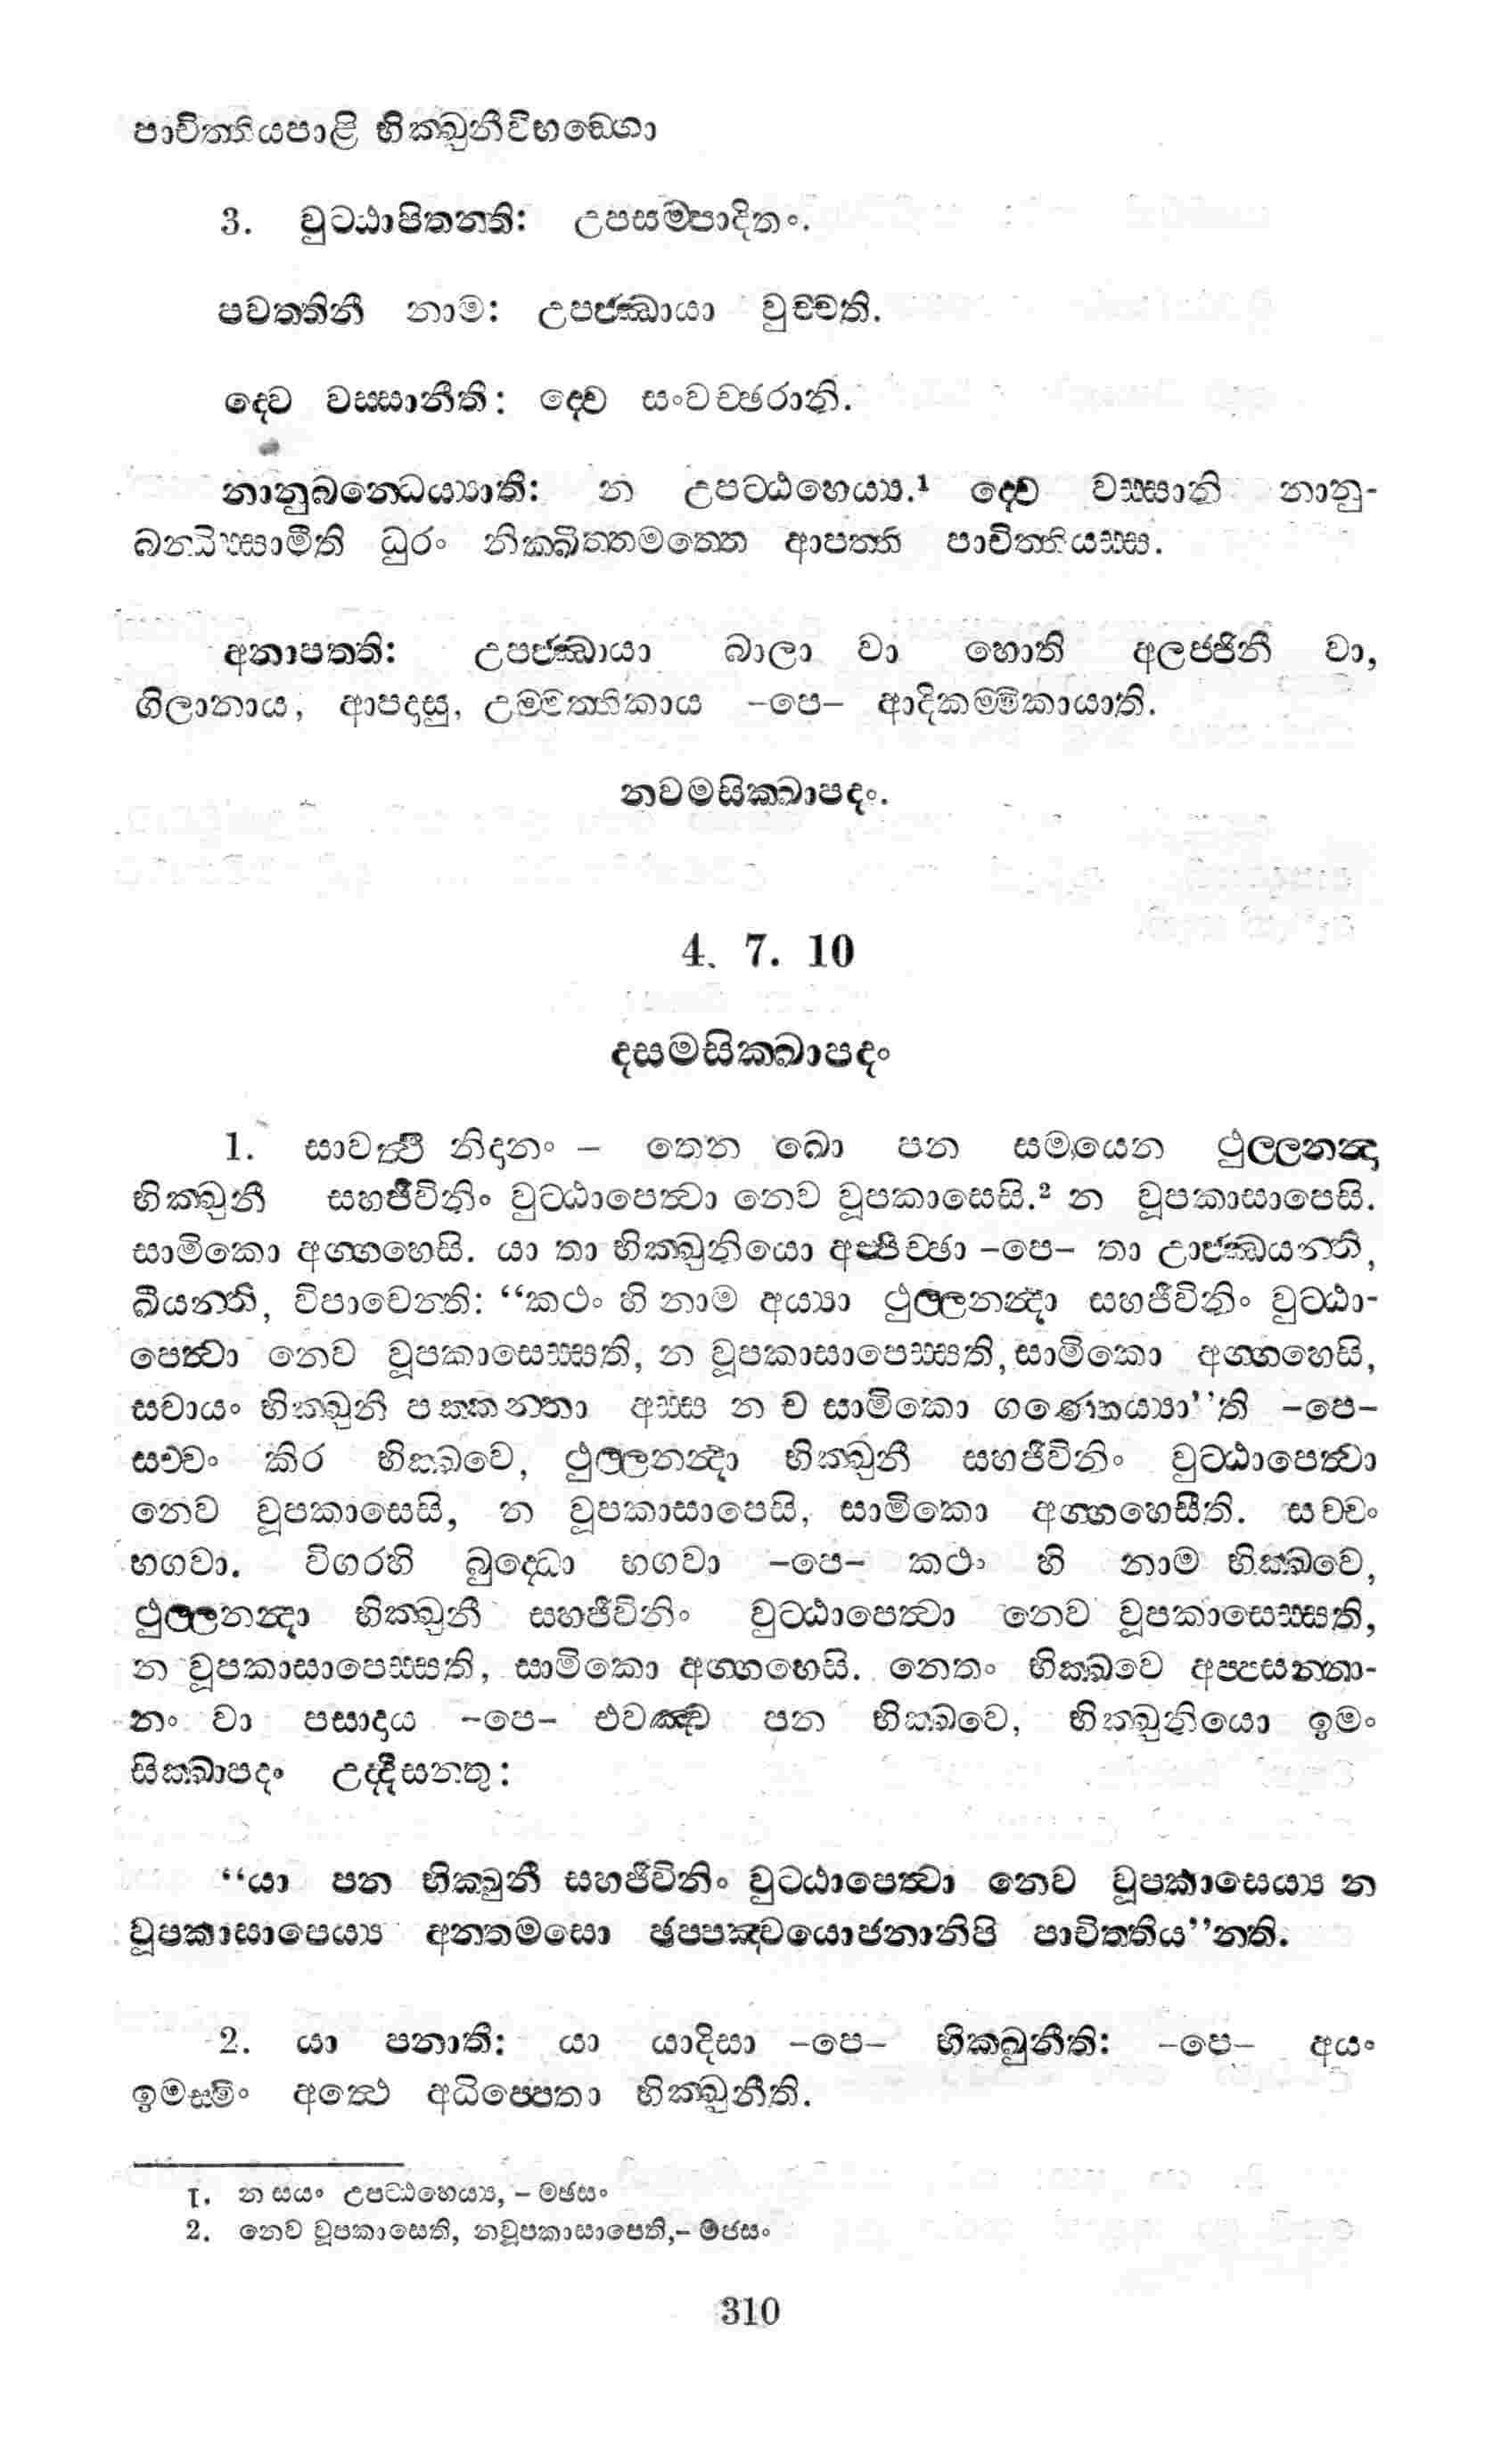 පාචිත්තියපාළි භික්ඛුනීවිභඞ්ගො
3. වුට්ඨාපිතන්ති: උපසම්පාදිතං.
පවත්තිනී නාම: උපජ්ඣායා වුච්චති.
ද්වෙ වස්සානීති: ද්වෙ සංවච්ඡරානි.
නානුබන්ධෙය්‍යාති: න උපට්ඨහෙය්‍ය.¹ ද්වෙ වස්සානි නානු-
බන්ධිස්සාමීති ධුරං නික්ඛිත්තමත්තෙ ආපත්ති පාචිත්තියස්ස.
අනාපත්ති: උපජ්ඣායා බාලා වා හොති අලජ්ජිනී වා,
ගිලානාය, ආපදාසු, උම්මත්තිකාය –පෙ– ආදිකම්මිකායාති.
නවමසික්ඛාපදං.
4. 7. 10
දසමසික්ඛාපදං
1. සාවත්ථි නිදානං – තෙන ඛො පන සමයෙන ථුල්ලනන්දා
භික්ඛුනී සහජීවිනිං වුට්ඨාපෙත්වා නෙව වූපකාසෙසි.² න වූපකාසාපෙසි.
සාමිකො අග්ගහෙසි. යා තා භික්ඛුනියො අප්පිච්ඡා –පෙ– තා උජ්ඣායන්ති,
ඛීයන්ති, විපාචෙන්ති: “කථං හි නාම අය්‍යා ථුල්ලනන්දා සහජීවිනිං වුට්ඨා-
පෙත්වා නෙව වූපකාසෙස්සති, න වූපකාසාපෙස්සති, සාමිකො අග්ගහෙසි,
සචායං භික්ඛුනි පක්කන්තා අස්ස න ච සාමිකො ගණ්හෙය්‍යා’’ති –පෙ–
සච්චං කිර භික්ඛවෙ, ථුල්ලනන්දා භික්ඛුනී සහජීවිනිං වුට්ඨාපෙත්වා
නෙව වූපකාසෙසි, න වූපකාසාපෙසි, සාමිකො අග්ගහෙසීති. සච්චං
භගවා. විගරහි බුද්ධො භගවා –පෙ– කථං හි නාම භික්ඛවෙ,
ථුල්ලනන්දා භික්ඛුනී සහජීවිනිං වුට්ඨාපෙත්වා නෙව වූපකාසෙස්සති,
න වූපකාසාපෙස්සති, සාමිකො අග්ගහෙසි. නෙතං භික්ඛවෙ අප්පසන්නා-
නං වා පසාදාය –පෙ– එවඤ්ච පන භික්ඛවෙ, භික්ඛුනියො ඉමං
සික්ඛාපදං උද්දිසන්තු:
“යා පන භික්ඛුනී සහජීවිනිං වුට්ඨාපෙත්වා නෙව වූපකාසෙය්‍ය න
වූපකාසාපෙය්‍ය අන්තමසො ඡප්පඤ්චයොජනානිපි පාචිත්තිය’’න්ති.
2. යා පනාති: යා යාදිසා –පෙ– භික්ඛුනීති: –පෙ– අයං
ඉමස්මිං අත්ථෙ අධිප්පෙතා භික්ඛුනීති.
1. න සයං උපට්ඨහෙය්‍ය, – මඡසං
2. නෙව වූපකාසෙති, නවූපකාසාපෙති,– මජසං
310